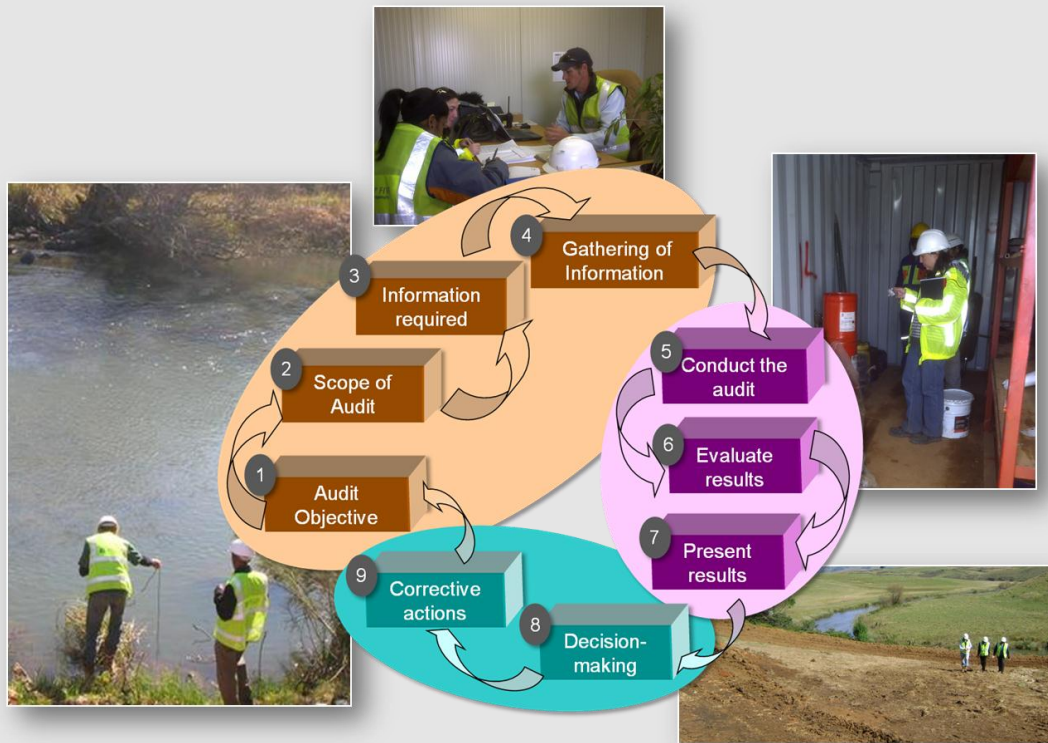 1
Audit
Objective
2
Scope of
Audit
3
Information
required
4
Gathering of
Information
5
Conduct the
audit
6
Evaluate
results
7
Present
results
8
Decision-
making
9
Corrective
actions